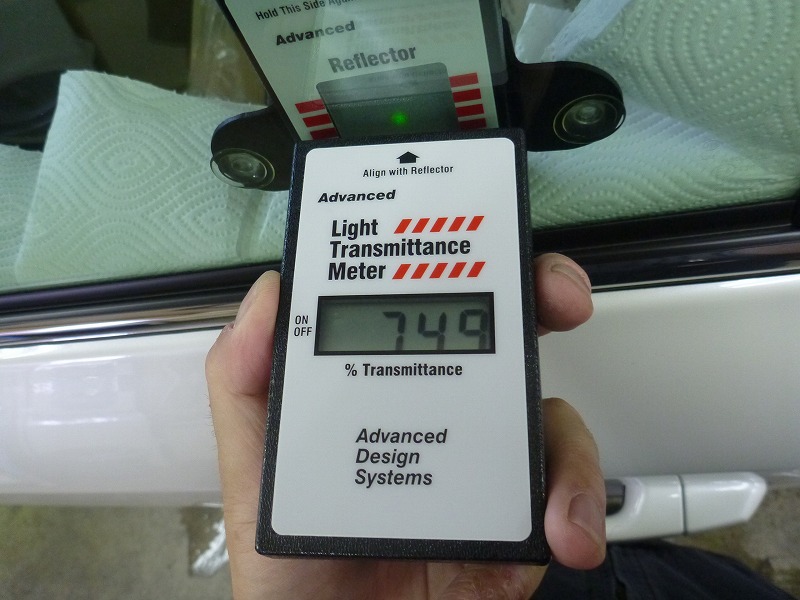 Hold This Side
Advanced
Reflector
Align with Reflector
Advanced
Light
Transmittance
Meter
ON
OFF
749
% Transmittance
Advanced
Design
Systems